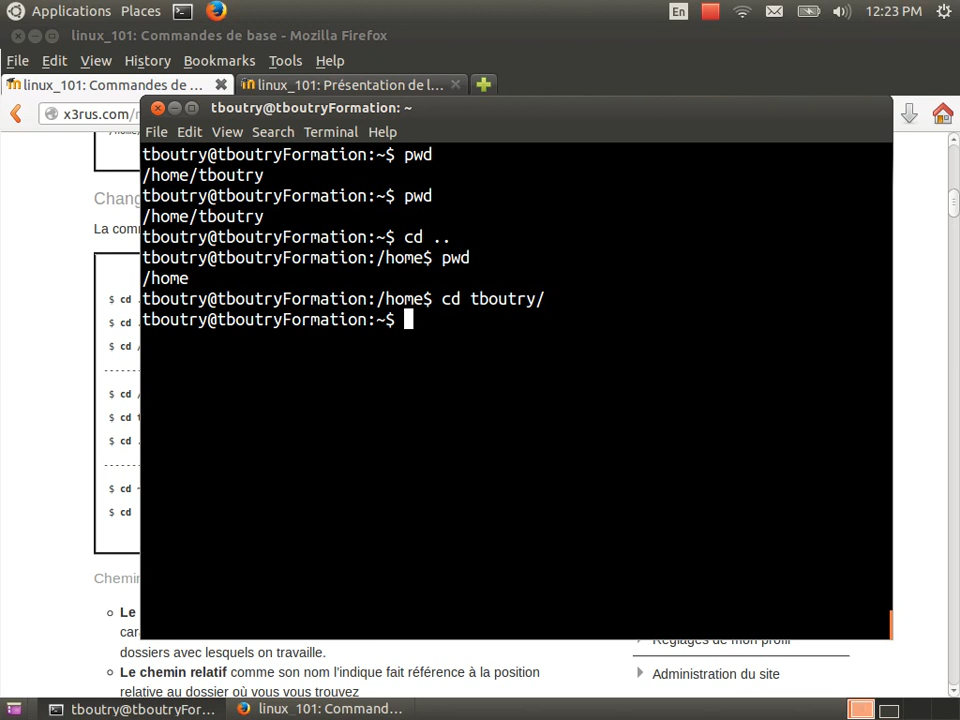 Applications Places En 12:23 PM
linux_101: Commandes de base - Mozilla Firefox
File Edit View History Bookmarks Tools Help
linux_101: Commandes de ... linux_101: Présentation de l...
x3rus.com/
tboutry@tboutryFormation: ~
File Edit View Search Terminal Help
tboutry@tboutryFormation:~$ pwd
/home/tboutry
tboutry@tboutryFormation:~$ pwd
/home/tboutry
tboutry@tboutryFormation:~$ cd ..
tboutry@tboutryFormation:/home$ pwd
/home
tboutry@tboutryFormation:/home$ cd tboutry/
tboutry@tboutryFormation:~$
Chang
La com
$ cd
$ cd
$ cd /
-------
$ cd /
$ cd t
$ cd .
-------
$ cd ~
$ cd
Chemin
Le
car
dossiers avec lesquels on travaille.
Le chemin relatif comme son nom l'indique fait référence à la position
relative au dossier où vous vous trouvez
Réglages de mon profil
Administration du site
tboutry@tboutryFor... linux_101: Command...